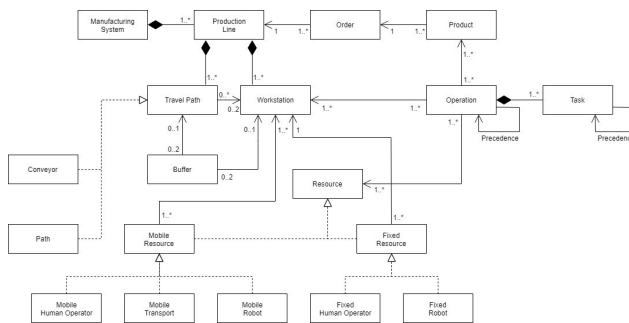 Manufacturing
System
1..*
Production
Line
1
1..*
Order
1
1..*
Product
1..*
1..*
1..*
1..*
Travel Path
0..*
0..2
Workstation
1..*
1..*
Operation
1..*
Task
0..1
0..1
1..*
1
1..*
Precedence
Precedenc
0..2
Buffer
0..2
Conveyor
Resource
1..*
Path
1..*
Mobile
Resource
1..*
Fixed
Resource
Mobile
Human Operator
Mobile
Transport
Mobile
Robot
Fixed
Human Operator
Fixed
Robot